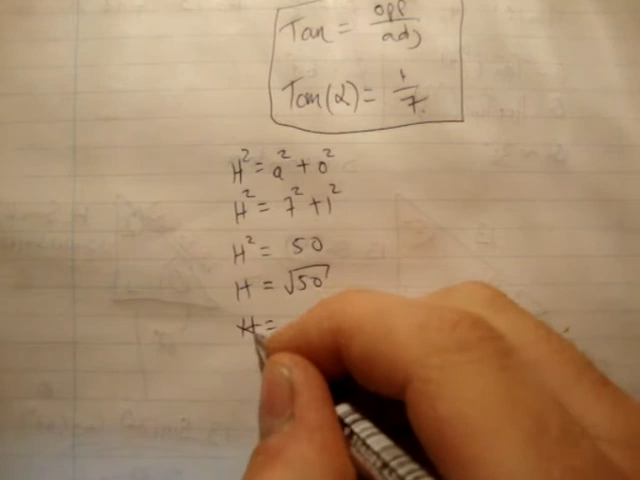 Tan = opp/adj
Tan(α) = 1/7.
H² = a² + o²
H² = 7² + 1²
H² = 50
H = √50
H =